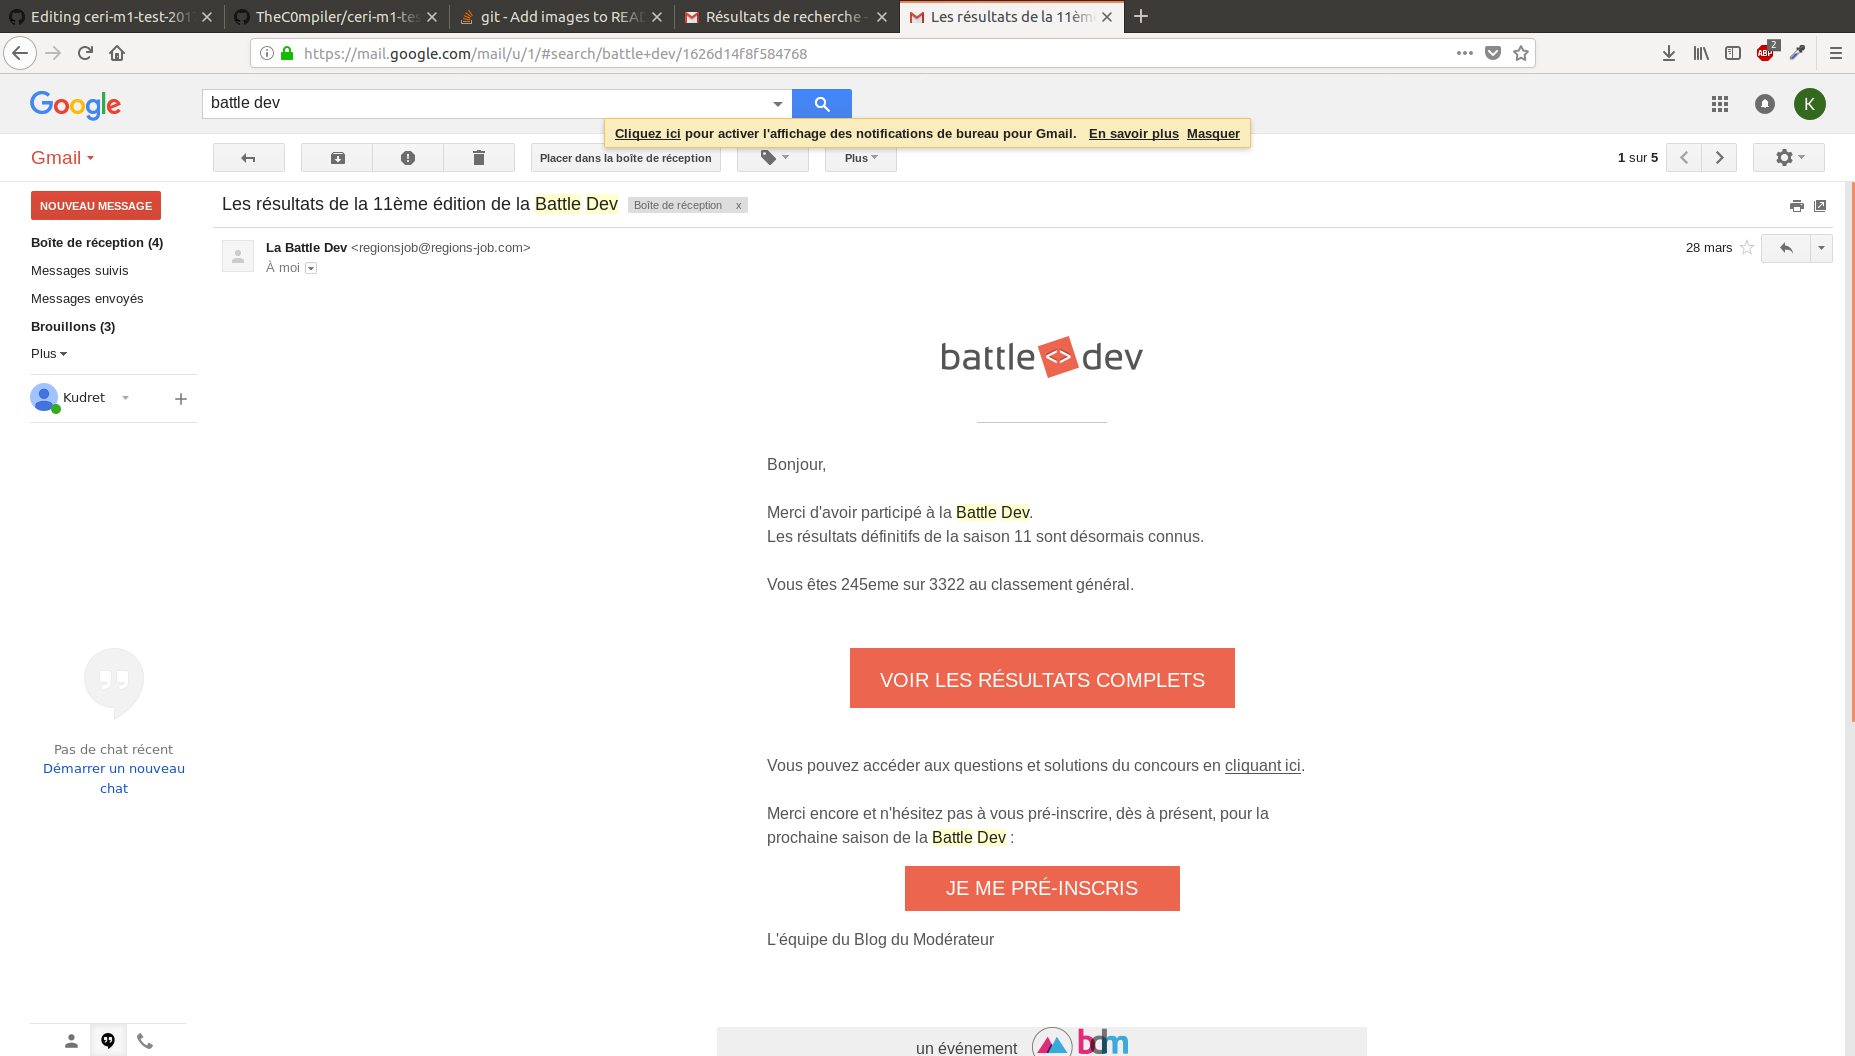 Editing ceri-m1-test-201
TheC0mpiler/ceri-m1-tes
git - Add images to READ
Résultats de recherche -
Les résultats de la 11èm
https://mail.google.com/mail/u/1/#search/battle+dev/1626d14f8f584768
ABP
2
Google
battle dev
K
Cliquez ici pour activer l'affichage des notifications de bureau pour Gmail. En savoir plus Masquer
Gmail
Placer dans la boîte de réception
Plus
1 sur 5
NOUVEAU MESSAGE
Boîte de réception (4)
Messages suivis
Messages envoyés
Brouillons (3)
Plus
Kudret
Pas de chat récent
Démarrer un nouveau
chat
Les résultats de la 11ème édition de la Battle Dev
Boîte de réception x
La Battle Dev <regionsjob@regions-job.com>
28 mars
À moi
battle <> dev
Bonjour,
Merci d'avoir participé à la Battle Dev.
Les résultats définitifs de la saison 11 sont désormais connus.
Vous êtes 245eme sur 3322 au classement général.
VOIR LES RÉSULTATS COMPLETS
Vous pouvez accéder aux questions et solutions du concours en cliquant ici.
Merci encore et n'hésitez pas à vous pré-inscrire, dès à présent, pour la
prochaine saison de la Battle Dev :
JE ME PRÉ-INSCRIS
L'équipe du Blog du Modérateur
un événement
bdm